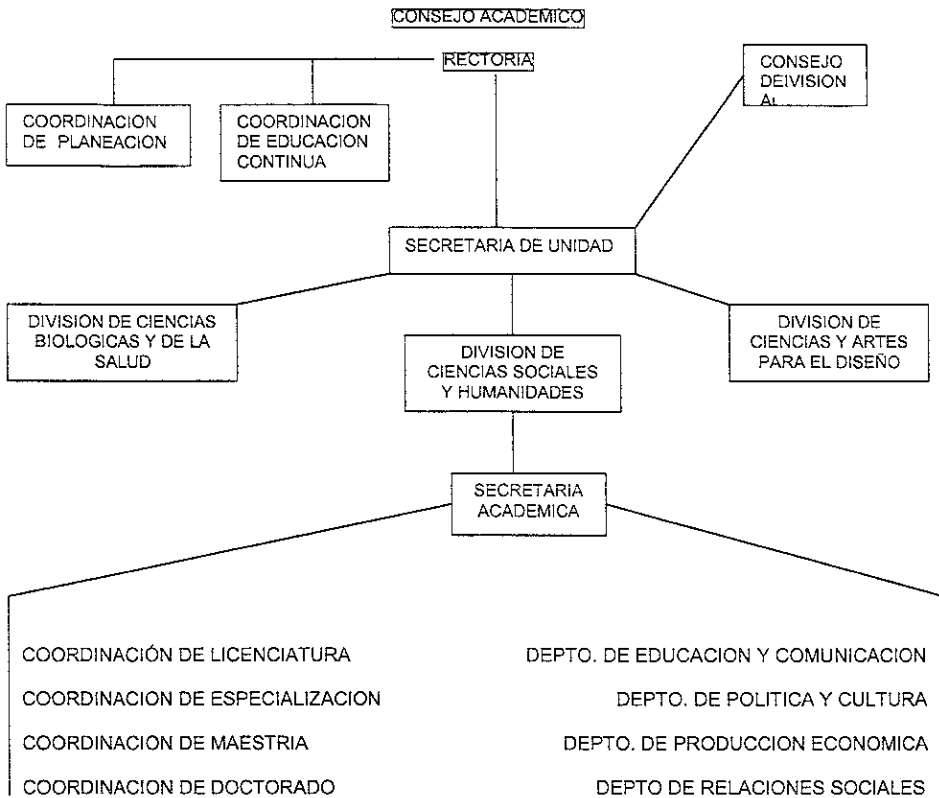 CONSEJO ACADEMICO
RECTORIA
CONSEJO
DEIVISION
AL
COORDINACION
DE PLANEACION
COORDINACION
DE EDUCACION
CONTINUA
SECRETARIA DE UNIDAD
DIVISION DE CIENCIAS
BIOLOGICAS Y DE LA
SALUD
DIVISION DE
CIENCIAS SOCIALES
Y HUMANIDADES
DIVISION DE
CIENCIAS Y ARTES
PARA EL DISEÑO
SECRETARIA
ACADEMICA
COORDINACIÓN DE LICENCIATURA
DEPTO. DE EDUCACION Y COMUNICACION
COORDINACION DE ESPECIALIZACION
DEPTO. DE POLITICA Y CULTURA
COORDINACION DE MAESTRIA
DEPTO. DE PRODUCCION ECONOMICA
COORDINACION DE DOCTORADO
DEPTO DE RELACIONES SOCIALES